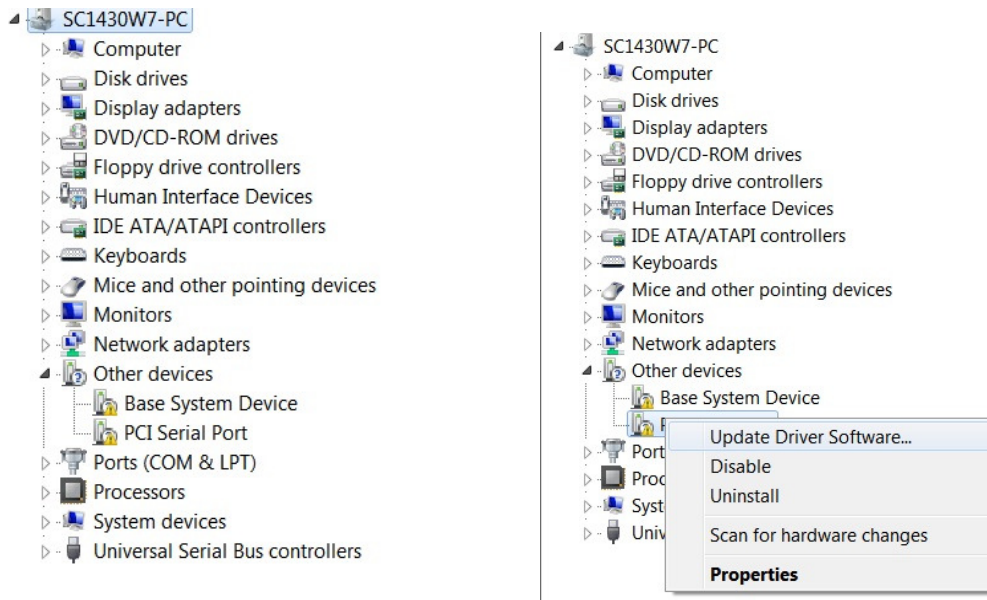 SC1430W7-PC
Computer
Disk drives
Display adapters
DVD/CD-ROM drives
Floppy drive controllers
Human Interface Devices
IDE ATA/ATAPI controllers
Keyboards
Mice and other pointing devices
Monitors
Network adapters
Other devices
Base System Device
PCI Serial Port
Ports (COM & LPT)
Processors
System devices
Universal Serial Bus controllers
SC1430W7-PC
Computer
Disk drives
Display adapters
DVD/CD-ROM drives
Floppy drive controllers
Human Interface Devices
IDE ATA/ATAPI controllers
Keyboards
Mice and other pointing devices
Monitors
Network adapters
Other devices
Base System Device
Port
Proc
Syst
Univ
Update Driver Software...
Disable
Uninstall
Scan for hardware changes
Properties